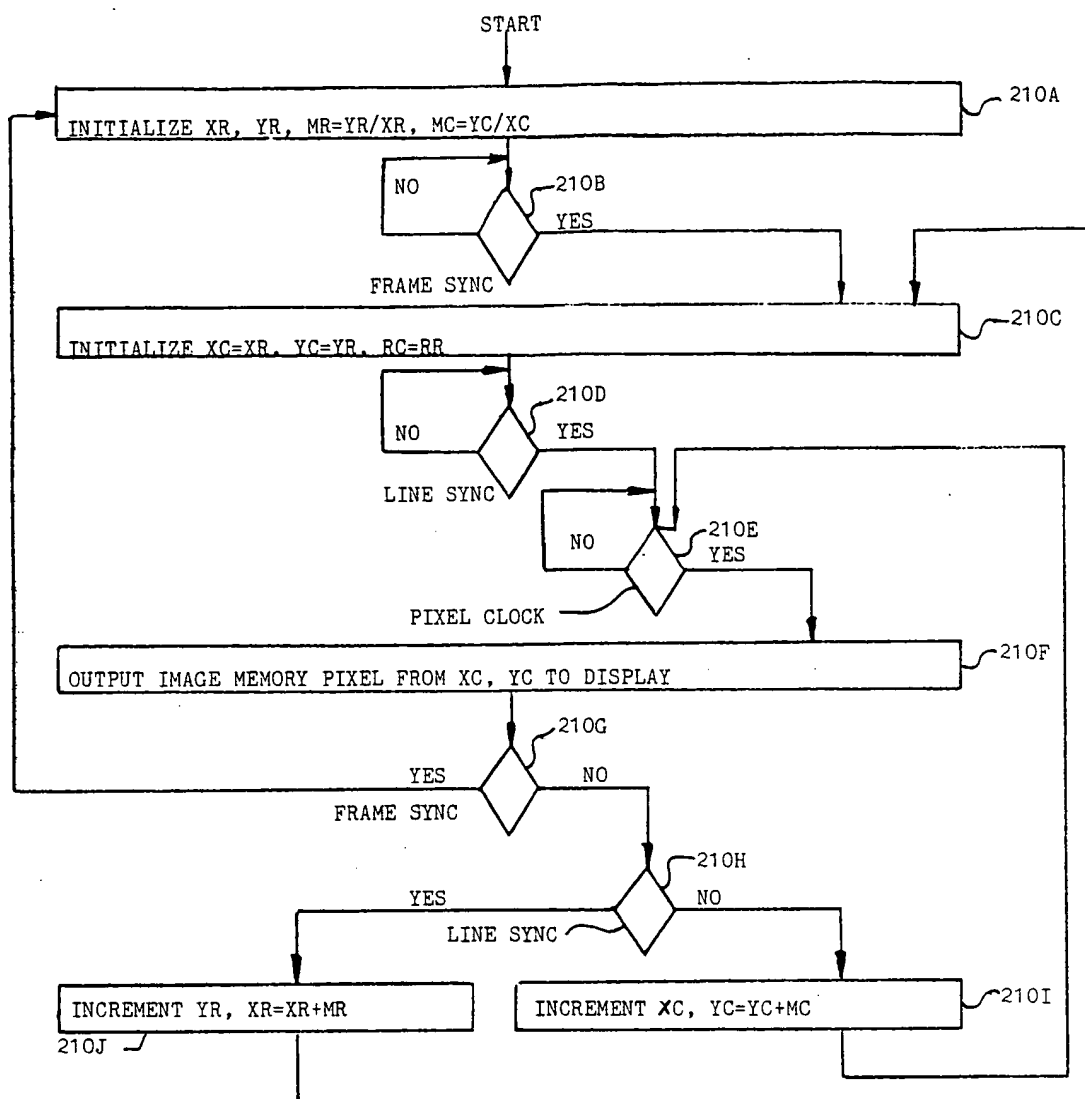 START
210A
INITIALIZE XR, YR, MR=YR/XR, MC=YC/XC
NO
210B
YES
FRAME SYNC
210C
INITIALIZE XC=XR, YC=YR, RC=RR
210D
NO
YES
LINE SYNC
210E
NO
YES
PIXEL CLOCK
210F
OUTPUT IMAGE MEMORY PIXEL FROM XC, YC TO DISPLAY
210G
YES
NO
FRAME SYNC
210H
YES
NO
LINE SYNC
INCREMENT YR, XR=XR+MR
INCREMENT XC, YC=YC+MC
210I
210J